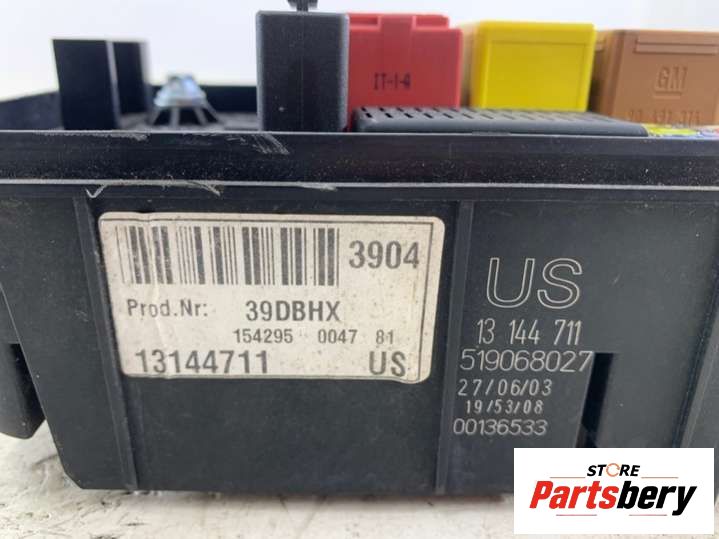 IT-1-A
GM
3904
Prod.Nr: 39DBHX
154295 0047 81
13144711 US
US
13 144 711
519068027
27/06/03
19/53/08
00136533
STORE
Partsbery